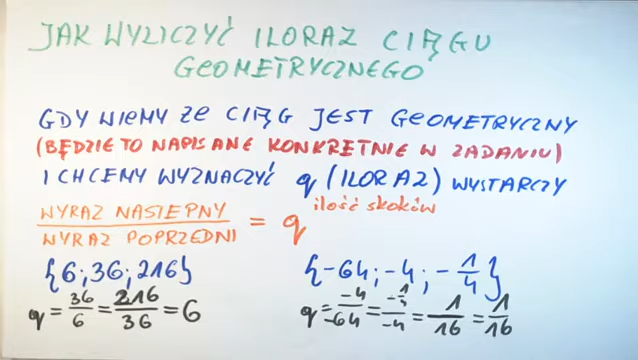 JAK WYLICZYĆ ILORAZ CIĄGU
GEOMETRYCZNEGO
GDY WIEMY ŻE CIĄG JEST GEOMETRYCZNY
(BĘDZIE TO NAPISANE KONKRETNIE W ZADANIU)
I CHCEMY WYZNACZYĆ q (ILORAZ) WYSTARCZY
ilość skoków
WYRAZ NASTĘPNY / WYRAZ POPRZEDNI = q
{6; 36; 216}
q = 36/6 = 216/36 = 6
{-64; -4; -1/4}
q = -4/-64 = -1/4/-4 = 1/16 = 1/16